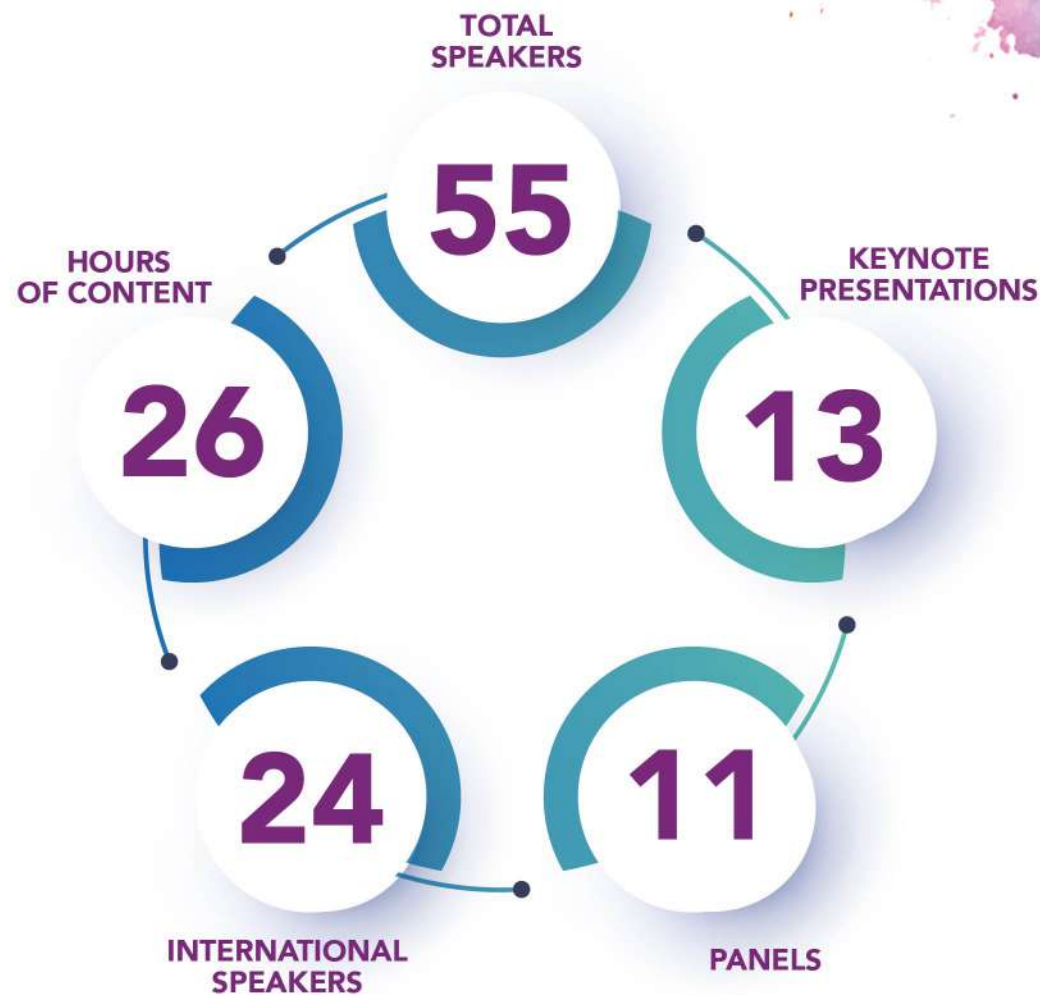 TOTAL
SPEAKERS
55
KEYNOTE
PRESENTATIONS
13
HOURS
OF CONTENT
26
24
INTERNATIONAL
SPEAKERS
11
PANELS